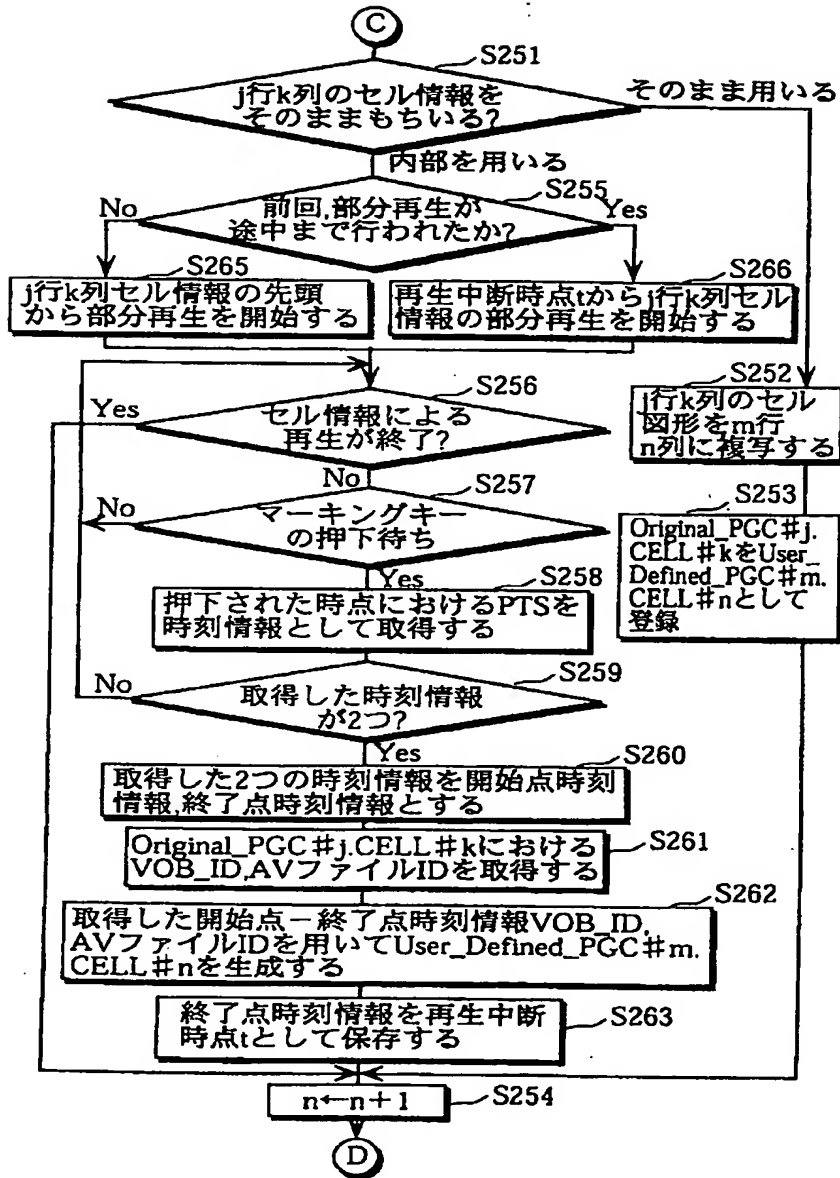 C
S251
j行k列のセル情報を
そのままもちいる?
そのまま用いる
内部を用いる
S255
No
前回,部分再生が
途中まで行われたか?
Yes
S265
j行k列セル情報の先頭
から部分再生を開始する
S266
再生中断時点tからj行k列セル
情報の部分再生を開始する
S256
Yes
セル情報による
再生が終了?
No
S252
j行k列のセル
図形をm行
n列に複写する
S257
No
マーキングキー
の押下待ち
Yes
S253
Original_PGC#j.
CELL#kをUser_
Defined_PGC#m.
CELL#nとして
登録
S258
押下された時点におけるPTSを
時刻情報として取得する
S259
No
取得した時刻情報
が2つ?
Yes
S260
取得した2つの時刻情報を開始点時刻
情報,終了点時刻情報とする
S261
Original_PGC#j.CELL#kにおける
VOB_ID,AVファイルIDを取得する
S262
取得した開始点-終了点時刻情報VOB_ID,
AVファイルIDを用いてUser_Defined_PGC#m.
CELL#nを生成する
S263
終了点時刻情報を再生中断
時点tとして保存する
S254
n←n+1
D